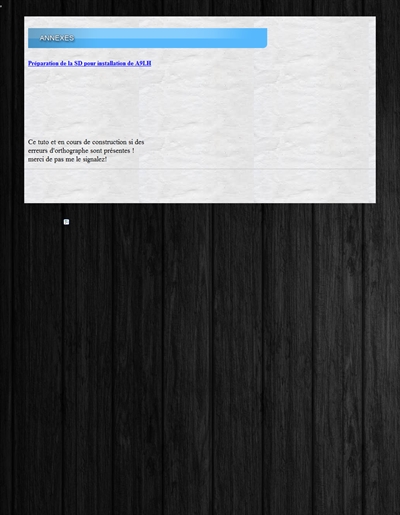 ANNEXES
Préparation de la SD pour installation de A9LH
Ce tuto et en cours de construction si des
erreurs d'orthographe sont présentes !
merci de pas me le signalez!